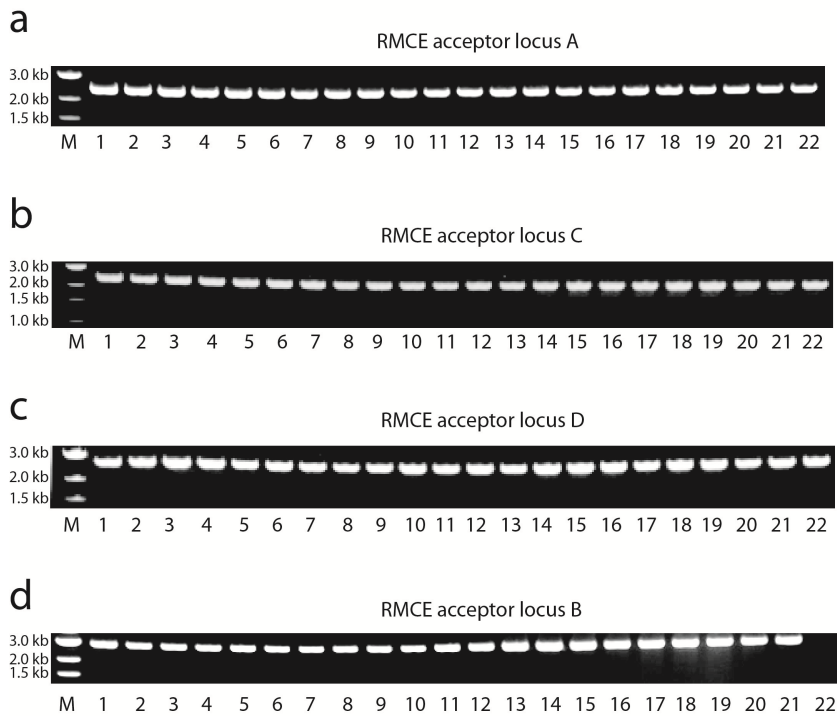 a
RMCE acceptor locus A
3.0 kb
2.0 kb
1.5 kb
M 1 2 3 4 5 6 7 8 9 10 11 12 13 14 15 16 17 18 19 20 21 22
b
RMCE acceptor locus C
3.0 kb
2.0 kb
1.5 kb
1.0 kb
M 1 2 3 4 5 6 7 8 9 10 11 12 13 14 15 16 17 18 19 20 21 22
c
RMCE acceptor locus D
3.0 kb
2.0 kb
1.5 kb
M 1 2 3 4 5 6 7 8 9 10 11 12 13 14 15 16 17 18 19 20 21 22
d
RMCE acceptor locus B
3.0 kb
2.0 kb
1.5 kb
M 1 2 3 4 5 6 7 8 9 10 11 12 13 14 15 16 17 18 19 20 21 22